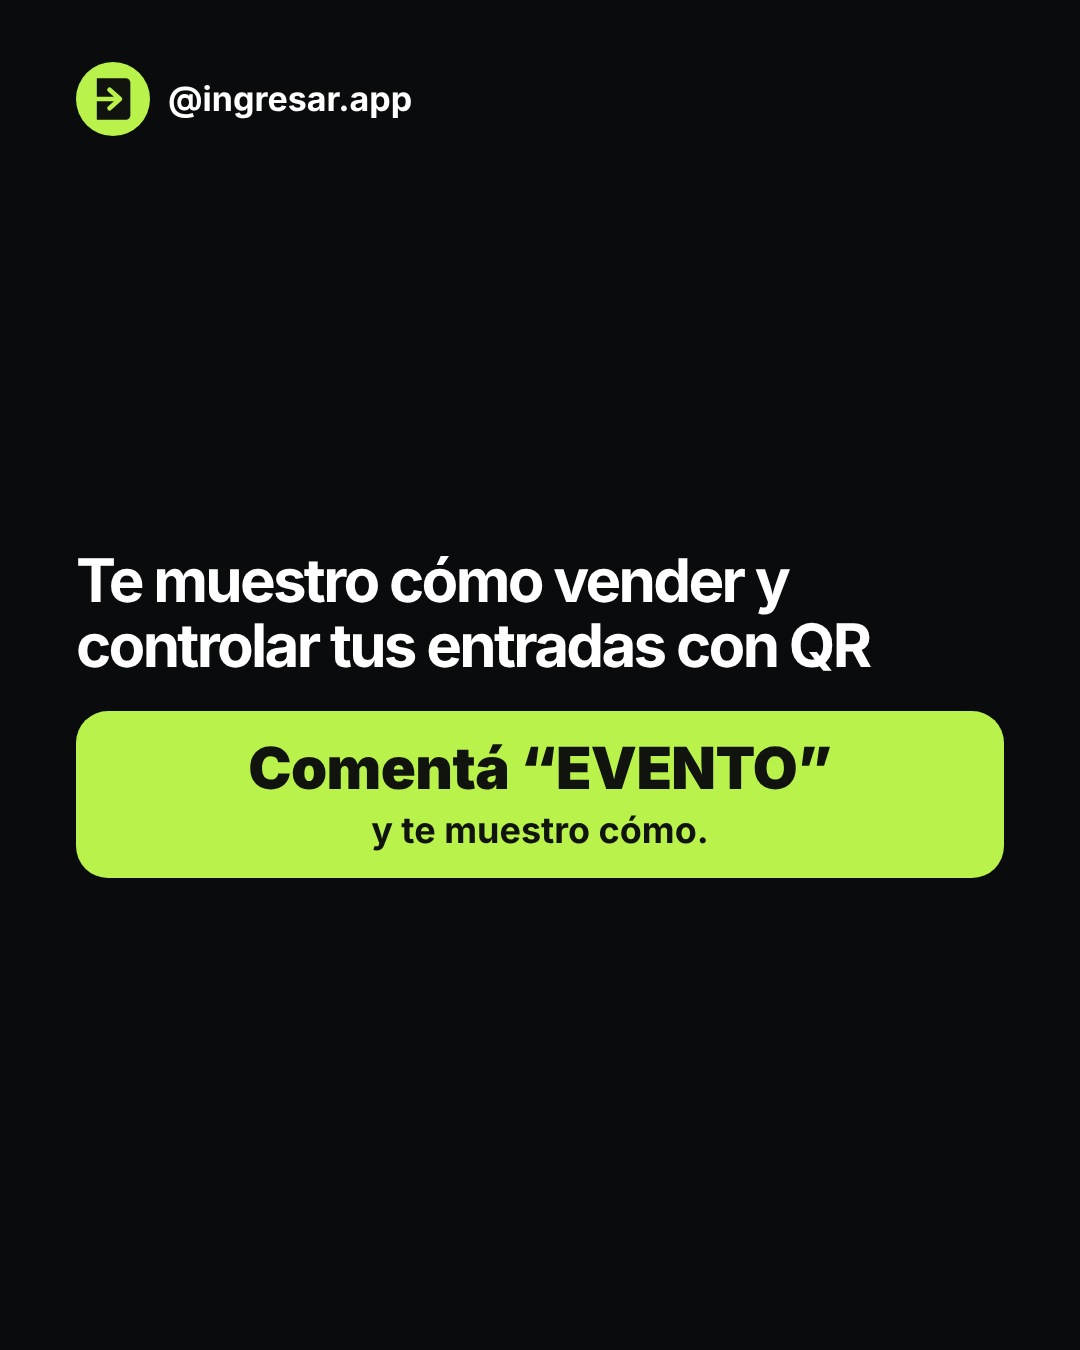 @ingresar.app
Te muestro cómo vender y
controlar tus entradas con QR
Comentá “EVENTO”
y te muestro cómo.